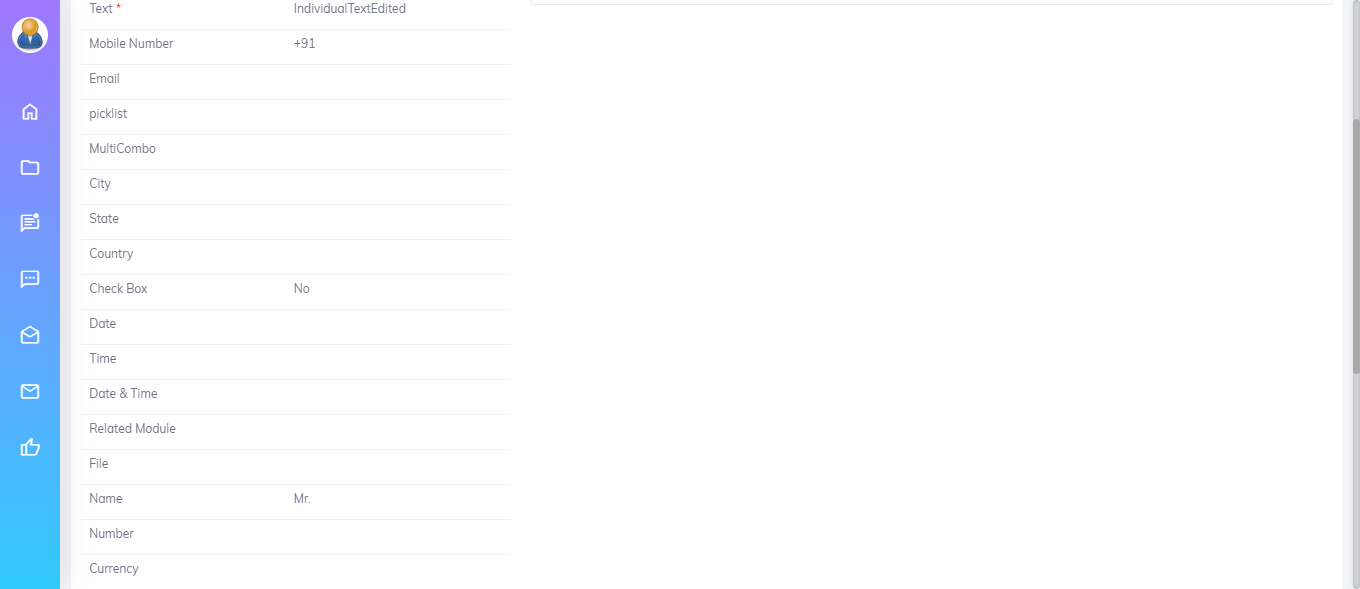 Text * IndividualTextEdited
Mobile Number +91
Email
picklist
MultiCombo
City
State
Country
Check Box No
Date
Time
Date & Time
Related Module
File
Name Mr.
Number
Currency